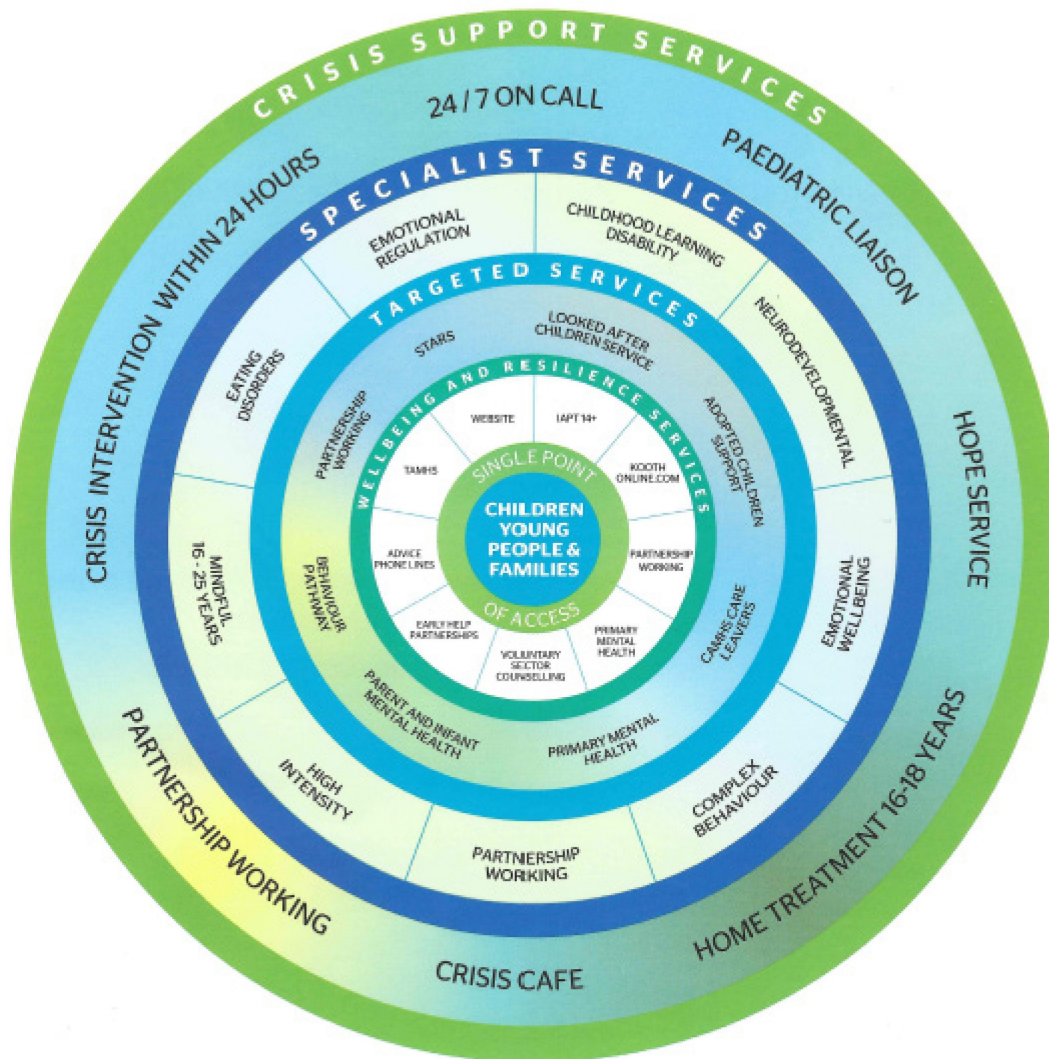 CRISIS SUPPORT SERVICES
24 / 7 ON CALL
PAEDIATRIC LIAISON
HOPE SERVICE
HOME TREATMENT 16-18 YEARS
CRISIS CAFE
PARTNERSHIP WORKING
CRISIS INTERVENTION WITHIN 24 HOURS
SPECIALIST SERVICES
EMOTIONAL
REGULATION
CHILDHOOD LEARNING
DISABILITY
NEURODEVELOPMENTAL
EMOTIONAL
WELLBEING
COMPLEX
BEHAVIOUR
PARTNERSHIP
WORKING
HIGH
INTENSITY
MINDFUL
16 - 25 YEARS
EATING
DISORDERS
TARGETED SERVICES
STARS
LOOKED AFTER
CHILDREN SERVICE
ADOPTED CHILDREN
SUPPORT
CAMHS CARE
LEAVERS
PRIMARY MENTAL
HEALTH
PARENT AND INFANT
MENTAL HEALTH
BEHAVIOUR
PATHWAY
PARTNERSHIP
WORKING
WELLBEING AND RESILIENCE SERVICES
WEBSITE
IAPT 14+
KOOTH
ONLINE.COM
PARTNERSHIP
WORKING
PRIMARY
MENTAL
HEALTH
VOLUNTARY
SECTOR
COUNSELLING
EARLY HELP
PARTNERSHIPS
ADVICE
PHONE LINES
TAMHS
SINGLE POINT
OF ACCESS
CHILDREN
YOUNG
PEOPLE &
FAMILIES